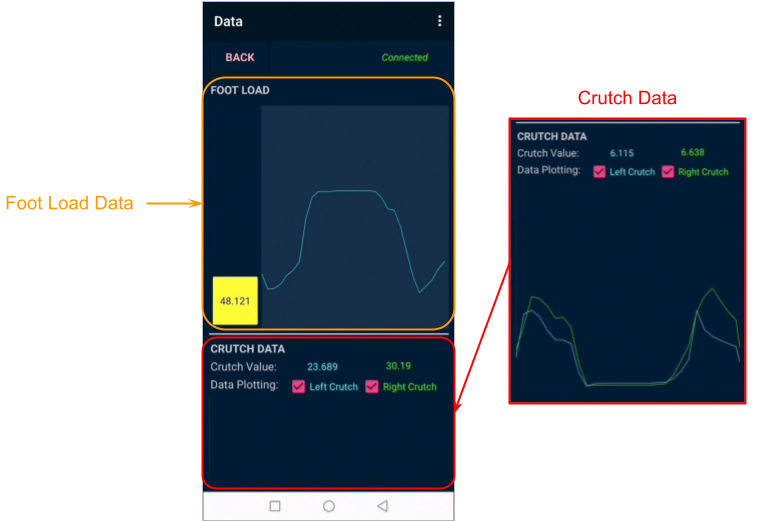 Data
BACK Connected
FOOT LOAD
Foot Load Data
48.121
CRUTCH DATA
Crutch Value: 23.689 30.19
Data Plotting: Left Crutch Right Crutch
Crutch Data
CRUTCH DATA
Crutch Value: 6.115 6.638
Data Plotting: Left Crutch Right Crutch